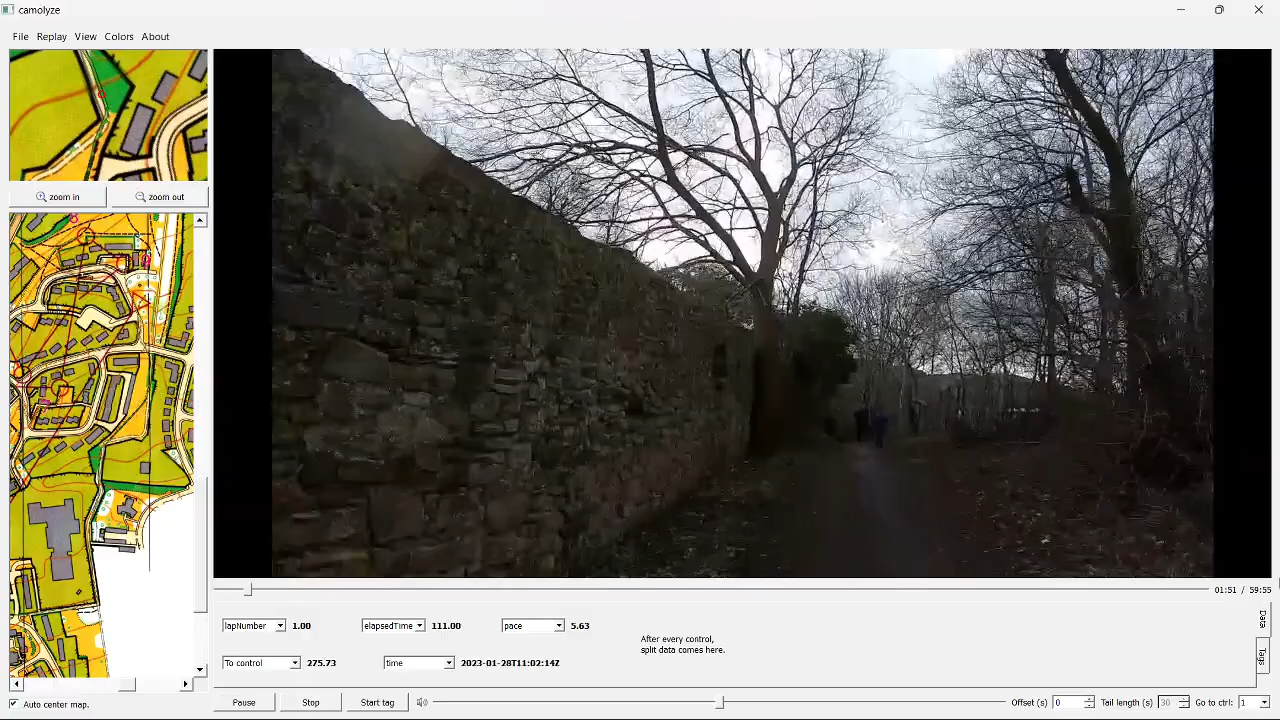 camolyze
File Replay View Colors About
zoom in zoom out
01:51 / 59:55
lapNumber 1.00 elapsedTime 111.00 pace 5.63
After every control,
split data comes here.
To control 275.73 time 2023-01-28T11:02:14Z
Data
Tags
Auto center map.
Pause Stop Start tag Offset (s) 0 Tail length (s) 30 Go to ctrl: 1